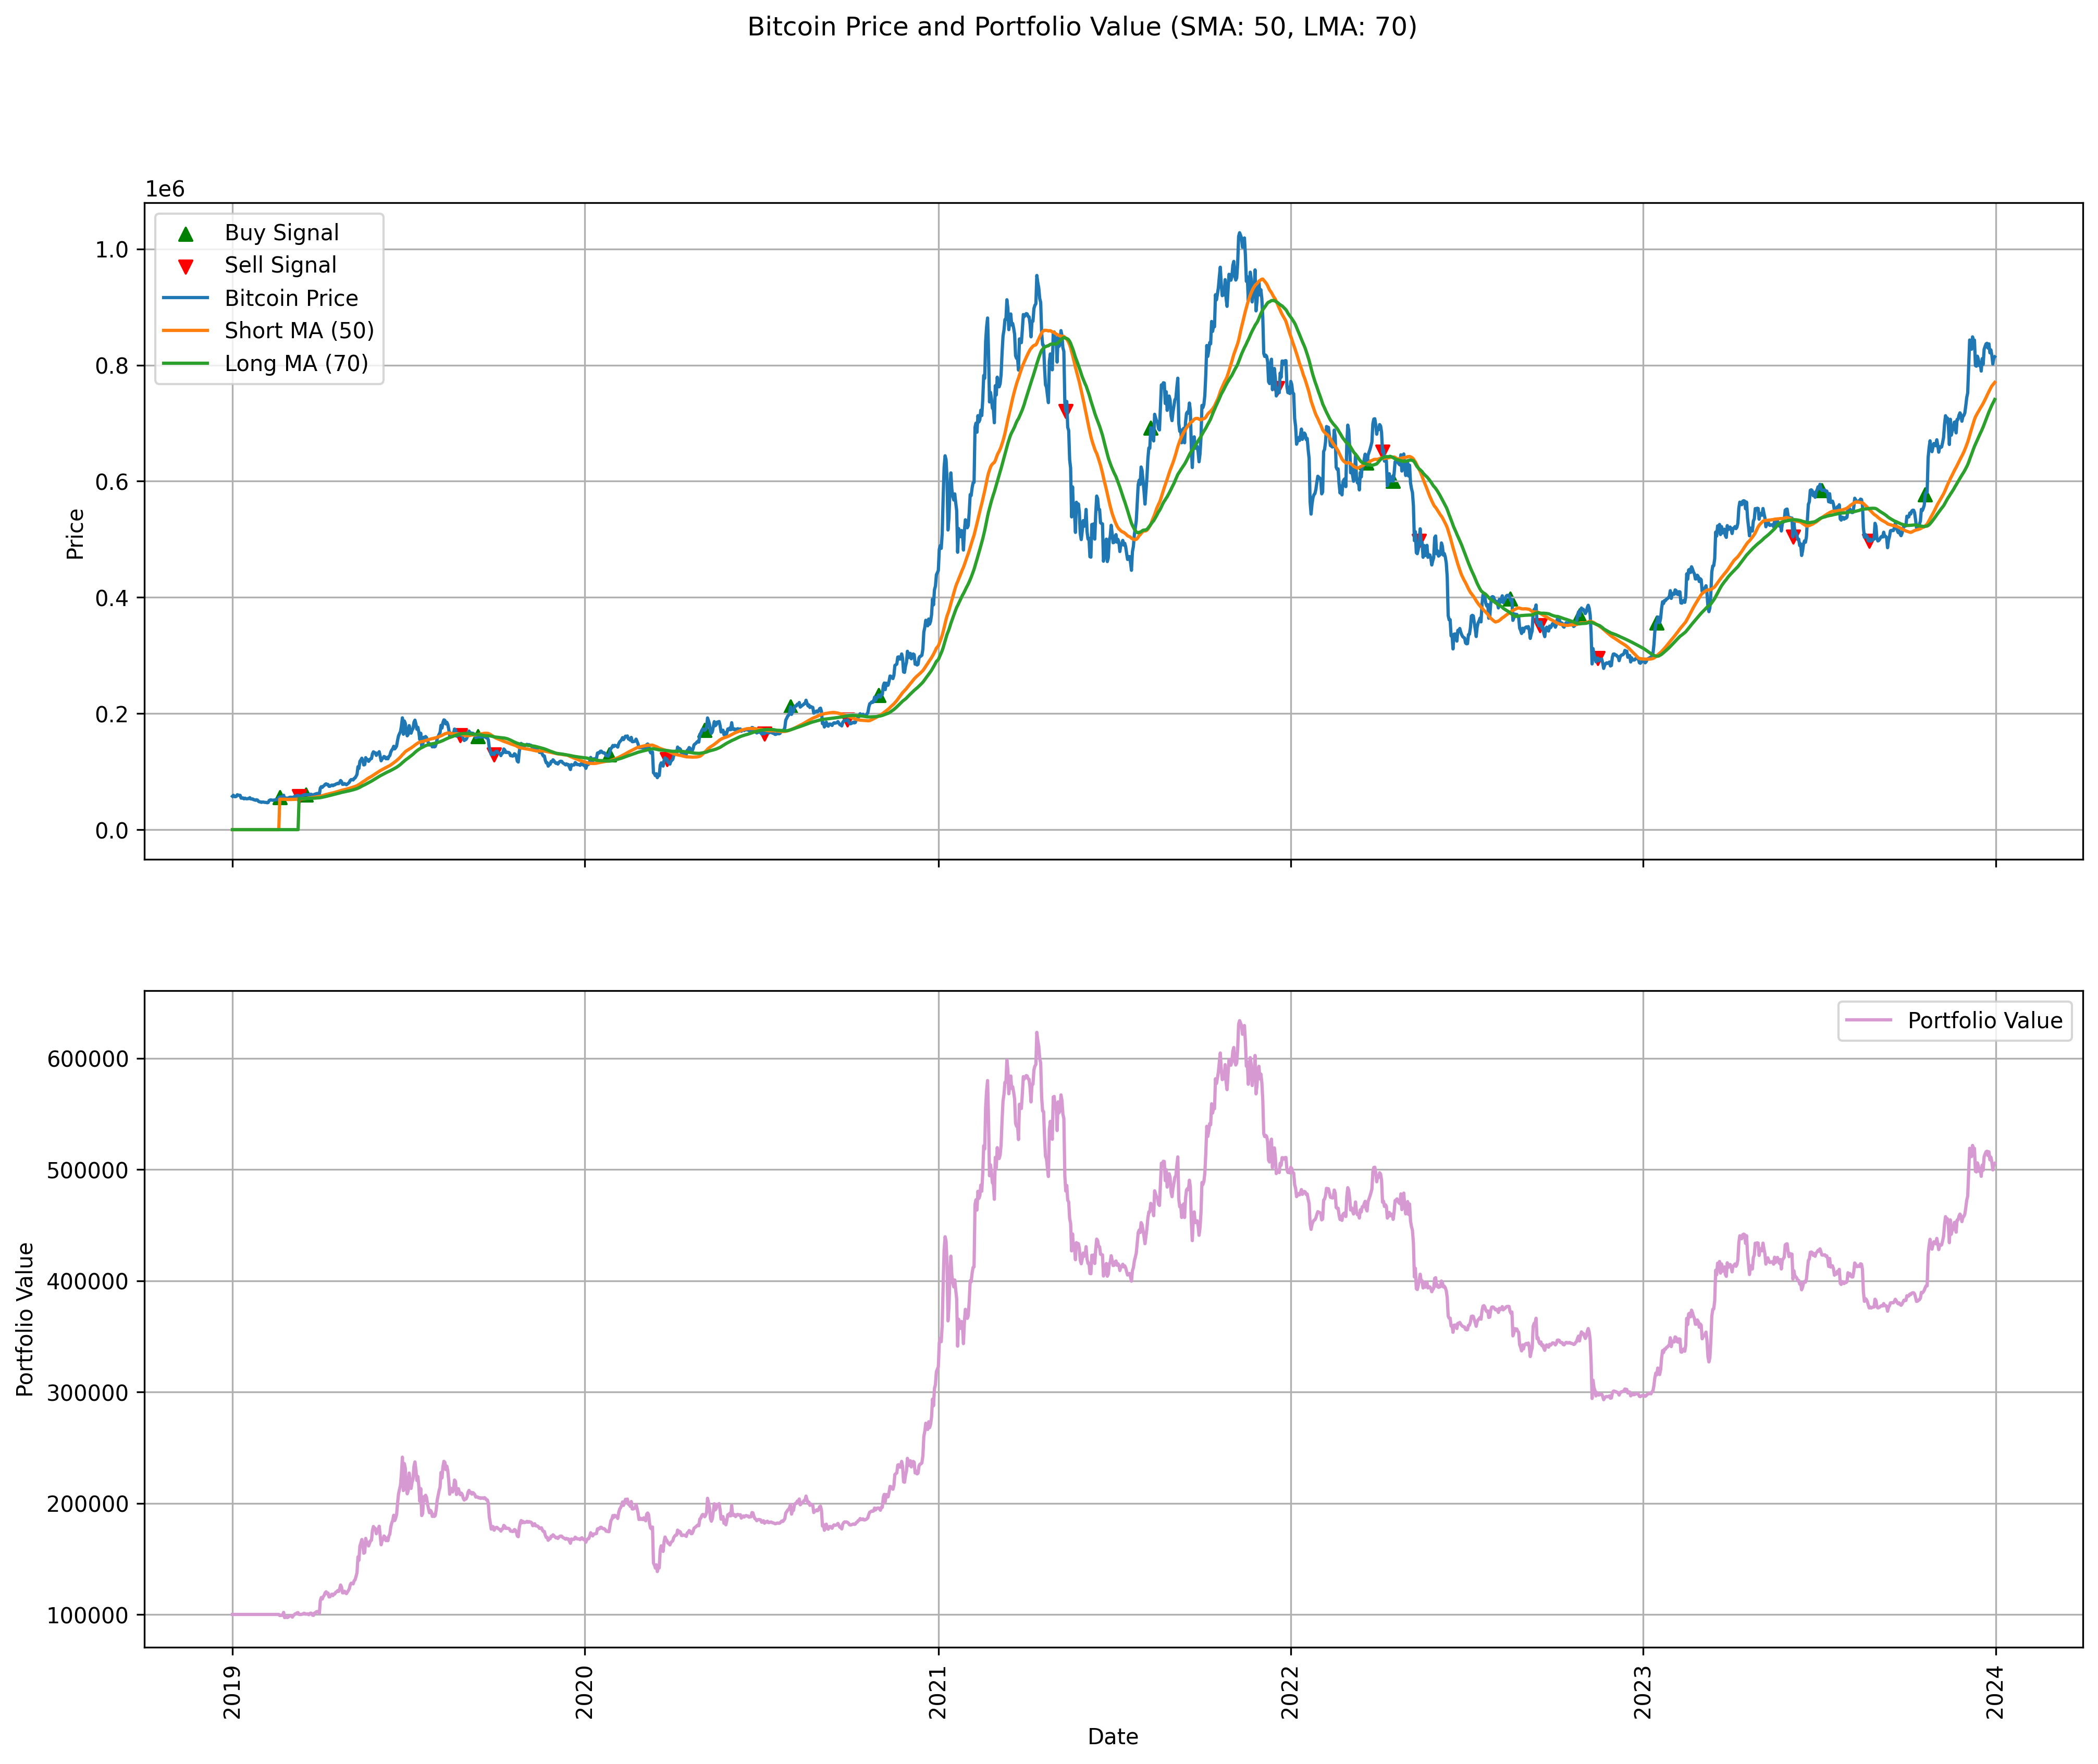 Bitcoin Price and Portfolio Value (SMA: 50, LMA: 70)
1e6
Buy Signal
Sell Signal
Bitcoin Price
Short MA (50)
Long MA (70)
1.0
0.8
0.6
0.4
0.2
0.0
Price
Portfolio Value
600000
500000
400000
300000
200000
100000
Portfolio Value
2019
2020
2021
2022
2023
2024
Date